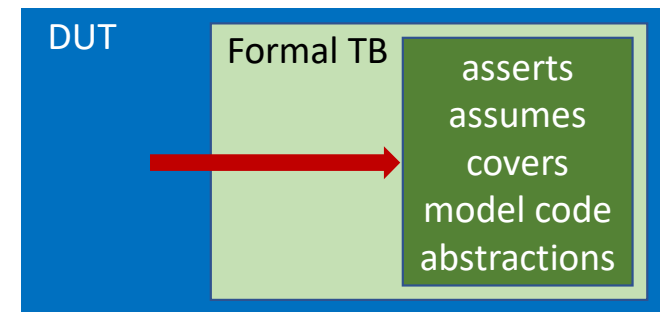 DUT
Formal TB
asserts
assumes
covers
model code
abstractions